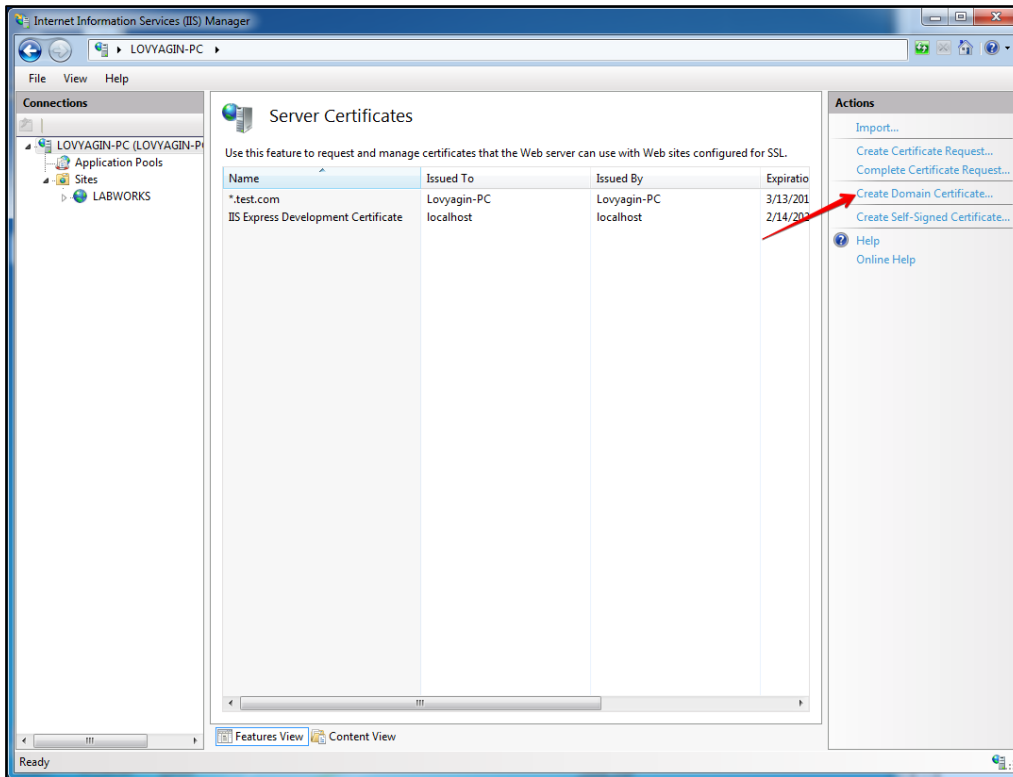 Internet Information Services (IIS) Manager
LOVYAGIN-PC
File View Help
Connections
LOVYAGIN-PC (LOVYAGIN-P
Application Pools
Sites
LABWORKS
Server Certificates
Use this feature to request and manage certificates that the Web server can use with Web sites configured for SSL.
Name Issued To Issued By Expiratio
*.test.com Lovyagin-PC Lovyagin-PC 3/13/201
IIS Express Development Certificate localhost localhost 2/14/202
Features View Content View
Actions
Import...
Create Certificate Request...
Complete Certificate Request...
Create Domain Certificate...
Create Self-Signed Certificate...
Help
Online Help
Ready